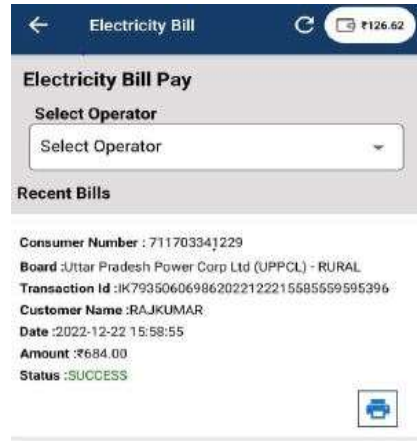 Electricity Bill
₹126.62
Electricity Bill Pay
Select Operator
Select Operator
Recent Bills
Consumer Number : 711703341229
Board :Uttar Pradesh Power Corp Ltd (UPPCL) - RURAL
Transaction Id :IK793506069862022122215585559595396
Customer Name :RAJKUMAR
Date :2022-12-22 15:58:55
Amount :₹684.00
Status :SUCCESS